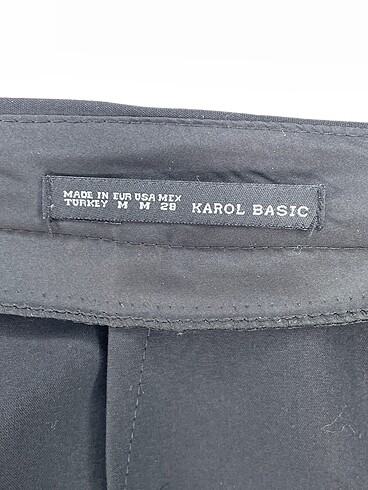 MADE IN EUR USA MEX
TURKEY M M 28 KAROL BASIC